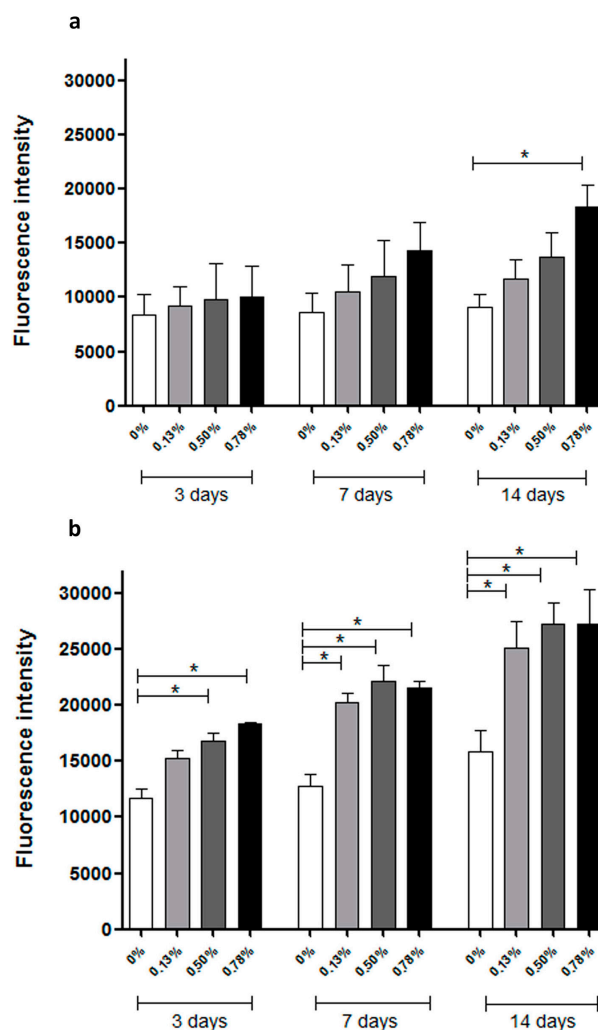 a
Fluorescence intensity
30000
25000
20000
15000
10000
5000
0
*
0% 0,13% 0,50% 0,78% 0% 0,13% 0,50% 0,78% 0% 0,13% 0,50% 0,78%
3 days 7 days 14 days
b
Fluorescence intensity
30000
25000
20000
15000
10000
5000
0
* * * * * * * *
0% 0,13% 0,50% 0,78% 0% 0,13% 0,50% 0,78% 0% 0,13% 0,50% 0,78%
3 days 7 days 14 days